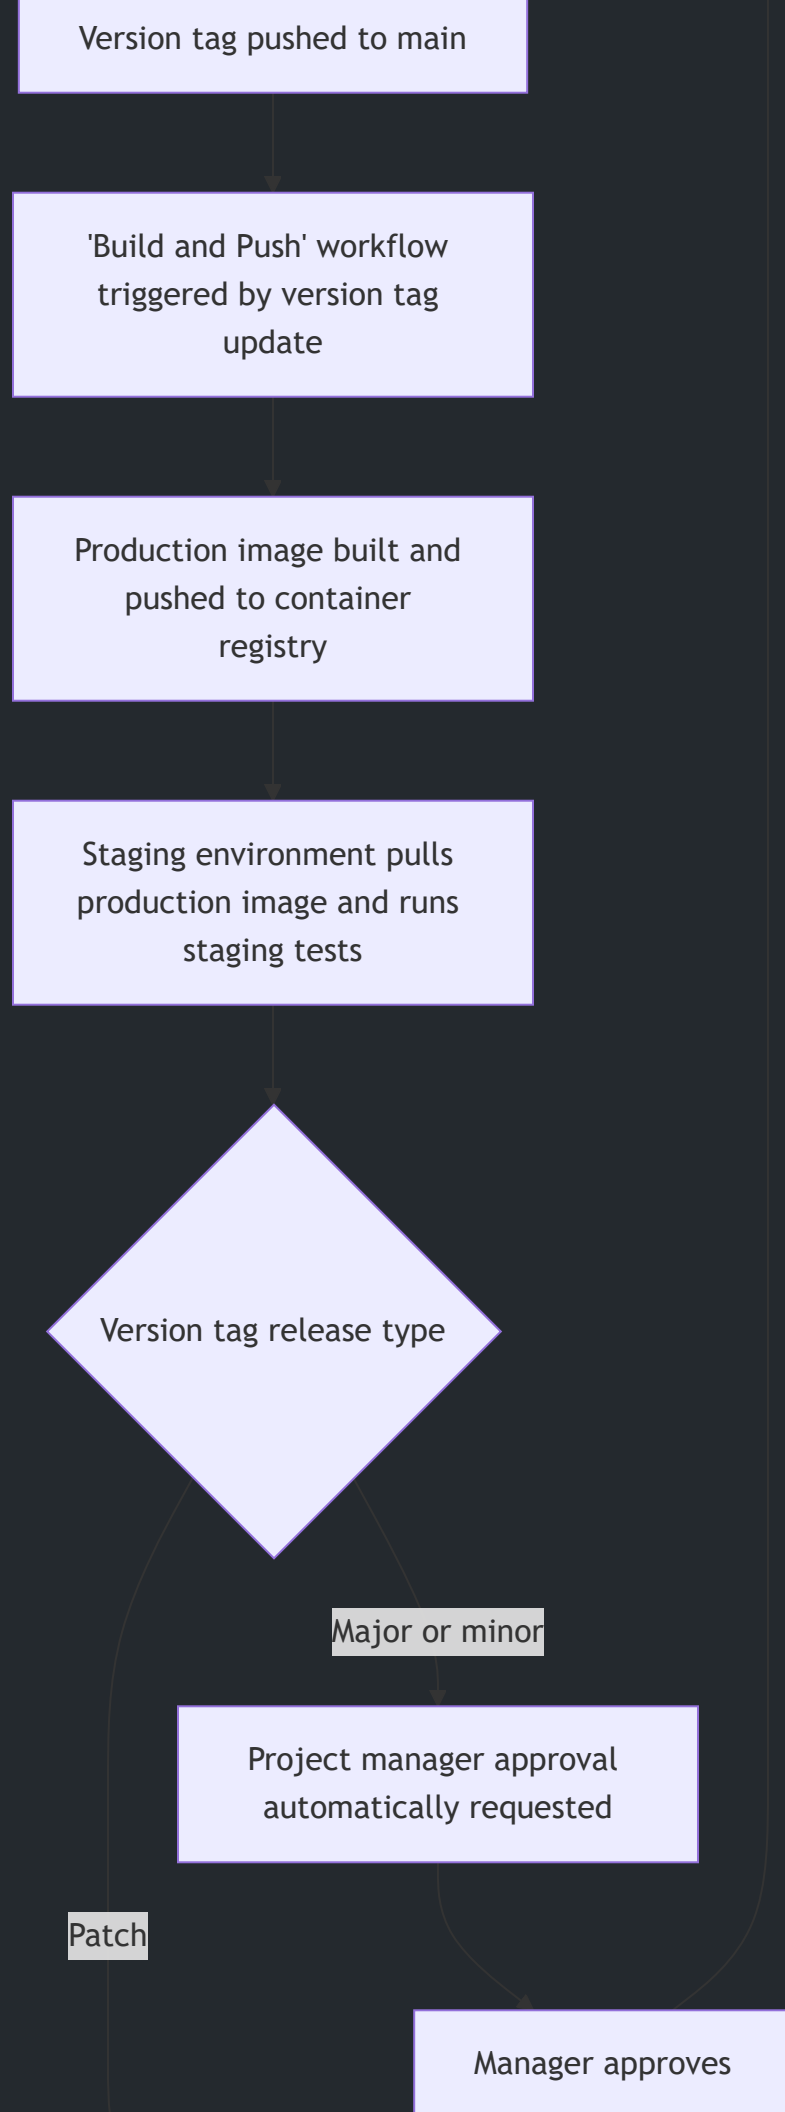 Version tag pushed to main
'Build and Push' workflow
triggered by version tag
update
Production image built and
pushed to container
registry
Staging environment pulls
production image and runs
staging tests
Version tag release type
Major or minor
Project manager approval
automatically requested
Patch
Manager approves